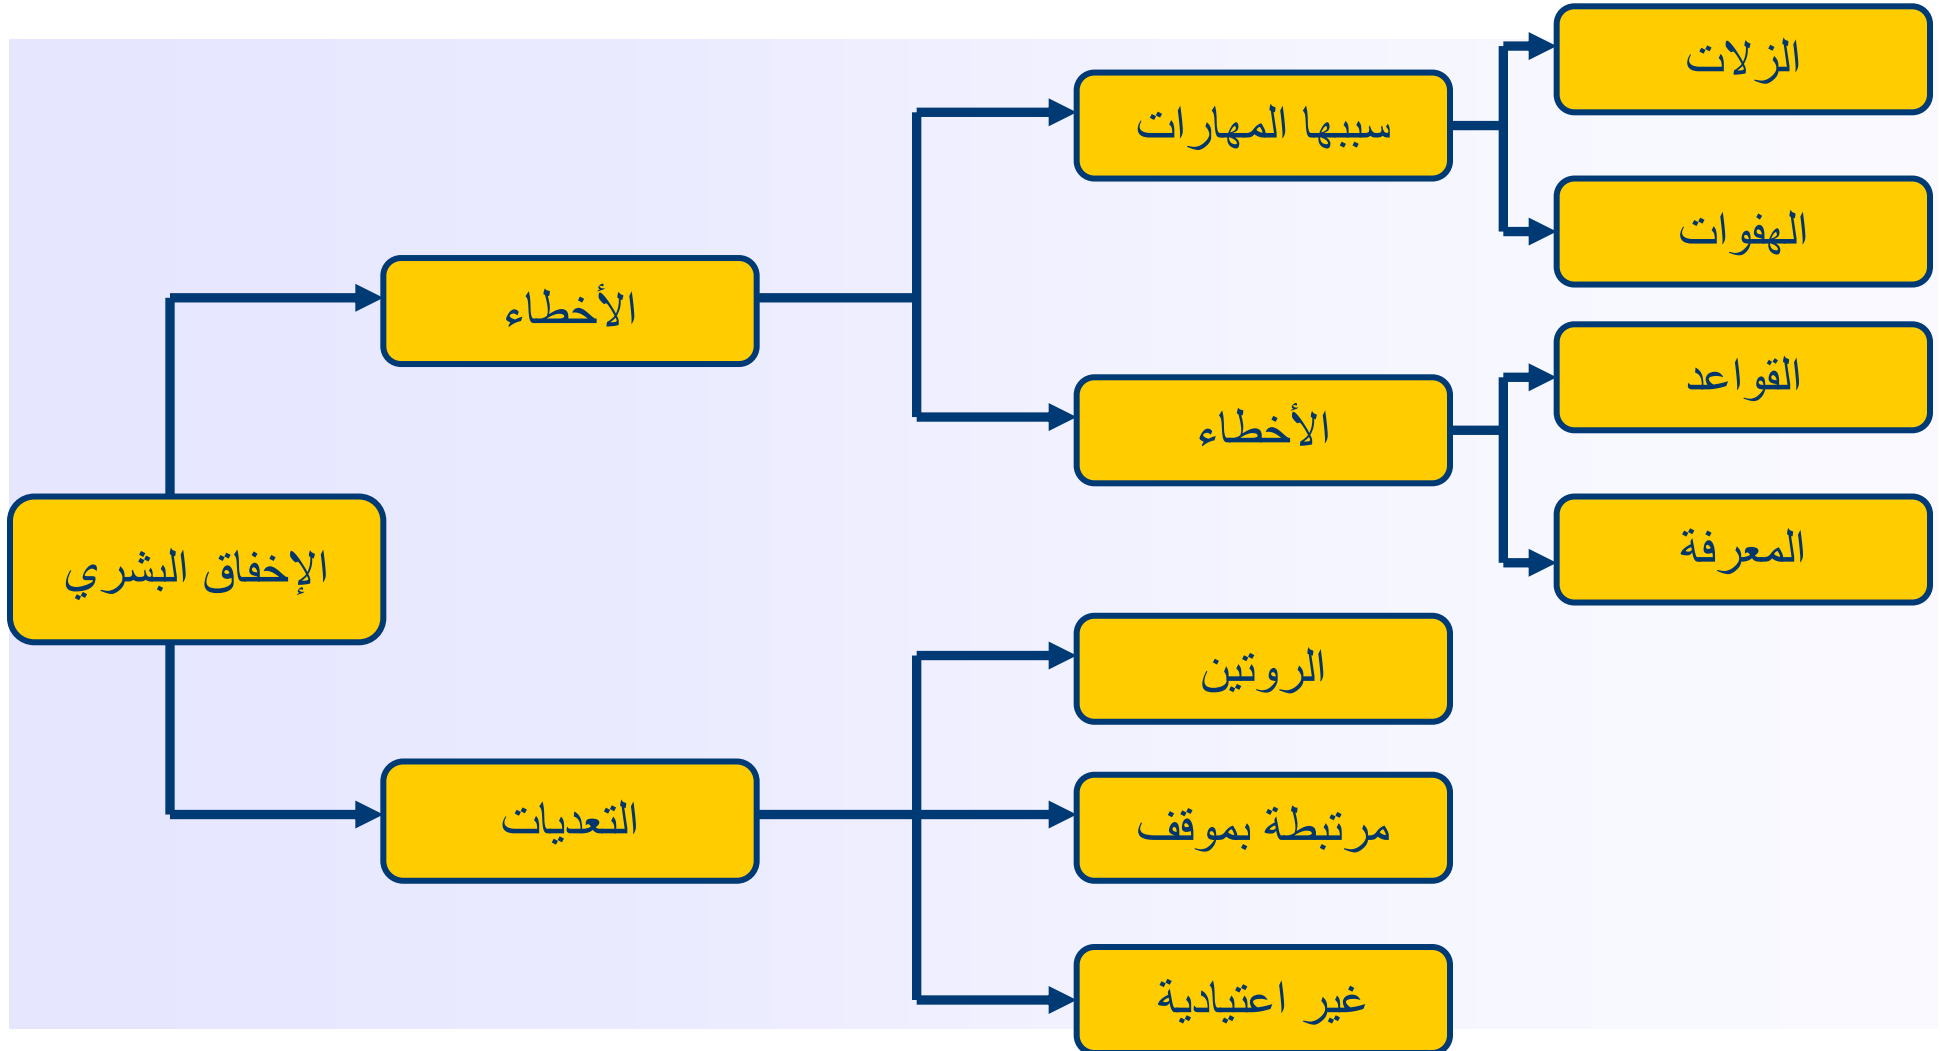 الإخفاق البشري
الأخطاء
سببها المهارات
الزلات
الهفوات
الأخطاء
القواعد
المعرفة
التعديات
الروتين
مرتبطة بموقف
غير اعتيادية